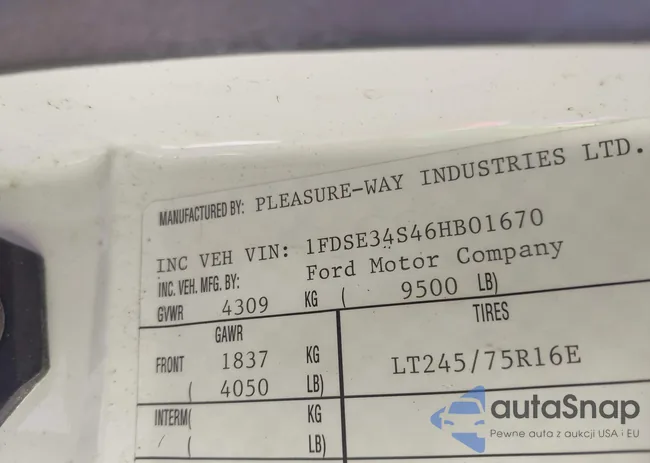 MANUFACTURED BY: PLEASURE-WAY INDUSTRIES LTD.
INC VEH VIN: 1FDSE34S46HB01670
INC. VEH. MFG. BY: Ford Motor Company
GVWR 4309 KG ( 9500 LB)
GAWR TIRES
FRONT 1837 KG LT245/75R16E
( 4050 LB)
INTERM( KG
( LB)
autaSnap
Pewne auta z aukcji USA i EU